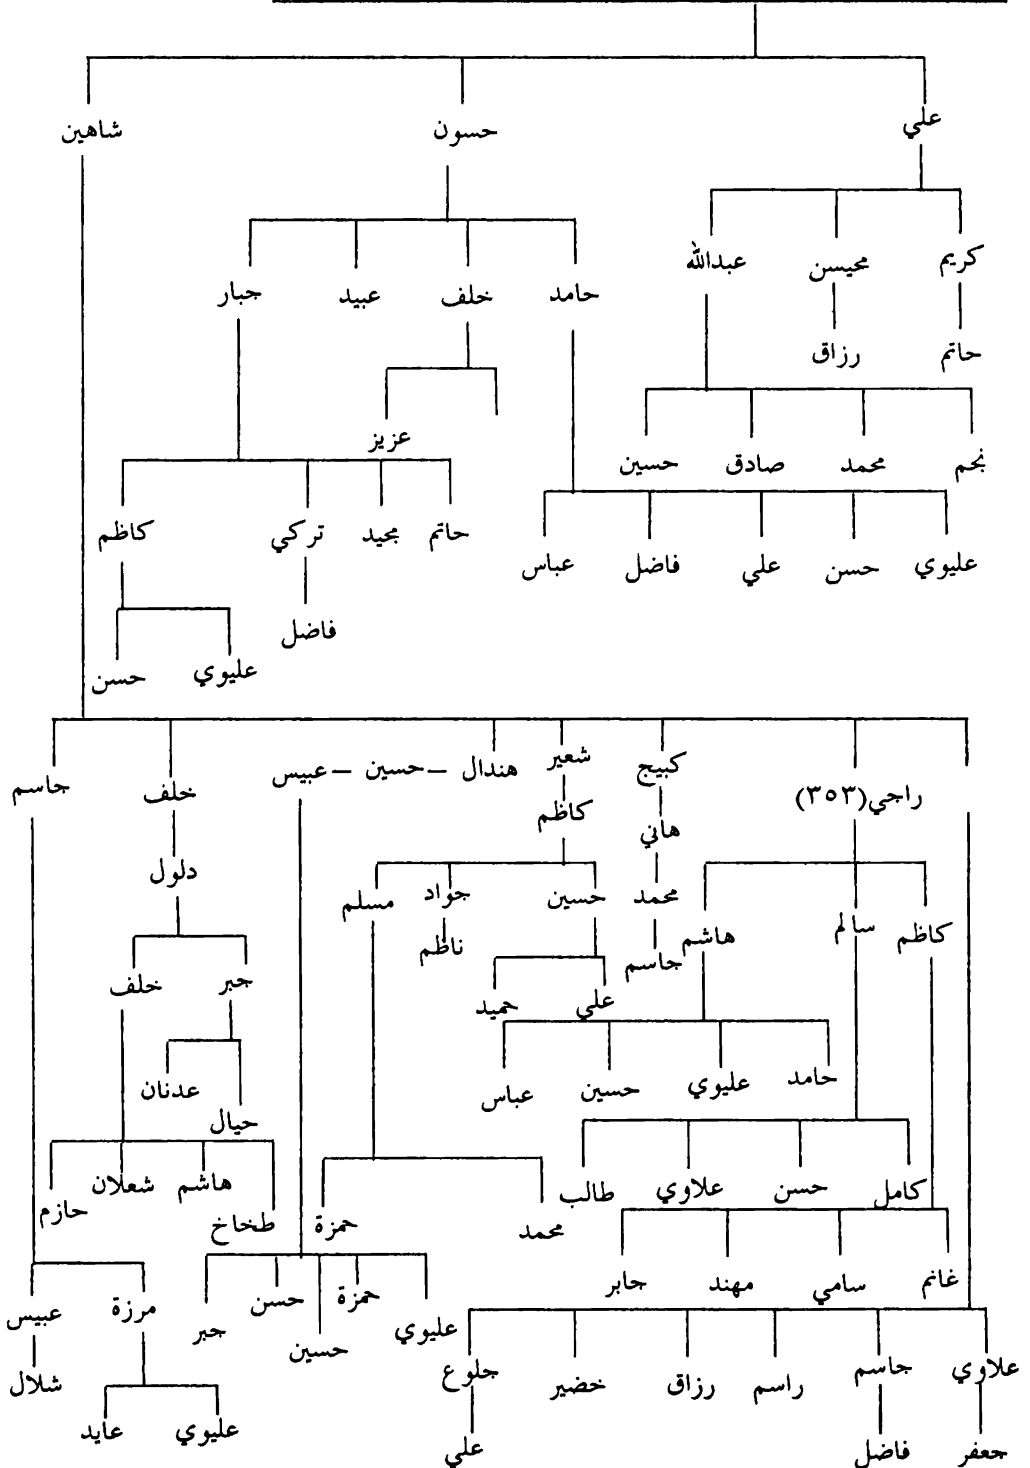 علي حسون شاهين
كريم محيسن عبدالله
حامد خلف عبيد جبار
حاتم رزاق
عزيز
نجم محمد صادق حسين
حاتم مجيد تركي كاظم
عليوي حسن علي فاضل عباس
فاضل
عليوي حسن
راجي (٣٥٣) كبيج شعير هندال – حسين – عبيس خلف جاسم
هاني كاظم
دلول
كاظم سالم هاشم محمد حسين جواد مسلم
جاسم ناظم
جبر خلف
علي حميد
حامد عليوي حسين عباس
عدنان
حيال
كامل حسن علاوي طالب
هاشم شعلان حازم
محمد حمزة طخاخ
غانم سامي مهند جابر
عليوي حمزة حسين حسن جبر
مرزة عبيس
علاوي جاسم راسم رزاق خضير جلوع
شلال
عليوي عايد
جعفر فاضل علي